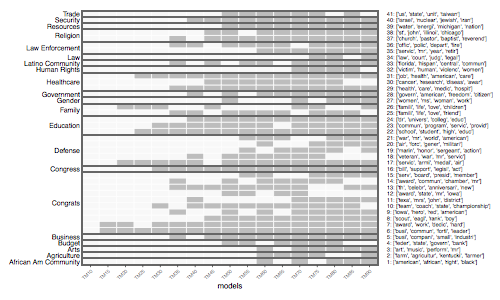 Trade
Security
Resources
Religion
Law Enforcement
Law
Latino Community
Human Rights
Healthcare
Government
Gender
Family
Education
Defense
Congress
Congrats
Business
Budget
Arts
Agriculture
African Am Community
41: ['us', 'state', 'unit', 'taiwan']
40: ['israel', 'nuclear', 'jewish', 'iran']
39: ['water', 'energi', 'michigan', 'nation']
38: ['st', 'john', 'illinoi', 'chicago']
37: ['church', 'pastor', 'baptist', 'reverend']
36: ['offic', 'polic', 'depart', 'fire']
35: ['servic', 'mr', 'year', 'retir']
34: ['law', 'court', 'judg', 'legal']
33: ['florida', 'hispan', 'central', 'commun']
32: ['victim', 'human', 'violenc', 'women']
31: ['job', 'health', 'american', 'care']
30: ['health', 'cancer', 'diseas', 'research']
29: ['health', 'care', 'medic', 'hospit']
28: ['govern', 'american', 'freedom', 'citizen']
27: ['women', 'ms', 'woman', 'work']
26: ['famili', 'life', 'love', 'children']
25: ['famili', 'life', 'love', 'friend']
24: ['dr', 'univers', 'colleg', 'educ']
23: ['commun', 'program', 'servic', 'provid']
22: ['school', 'student', 'high', 'educ']
21: ['war', 'mr', 'world', 'american']
20: ['air', 'forc', 'gener', 'militari']
19: ['marin', 'honor', 'sergeant', 'action']
18: ['veteran', 'war', 'mr', 'servic']
17: ['servic', 'armi', 'medal', 'air']
16: ['bill', 'support', 'legisl', 'act']
15: ['serv', 'board', 'presid', 'member']
14: ['award', 'commun', 'chamber', 'mr']
13: ['th', 'celebr', 'anniversari', 'new']
12: ['award', 'state', 'mr', 'iowa']
11: ['texa', 'mrs', 'john', 'district']
10: ['team', 'coach', 'state', 'championship']
9: ['iowa', 'hero', 'red', 'american']
8: ['scout', 'eagl', 'rank', 'boy']
7: ['award', 'work', 'dedic', 'hard']
6: ['busi', 'commun', 'forti', 'leader']
5: ['busi', 'compani', 'small', 'industri']
4: ['feder', 'state', 'govern', 'bank']
3: ['art', 'music', 'perform', 'mr']
2: ['farm', 'agricultur', 'kentucki', 'farmer']
1: ['american', 'african', 'fight', 'black']
models